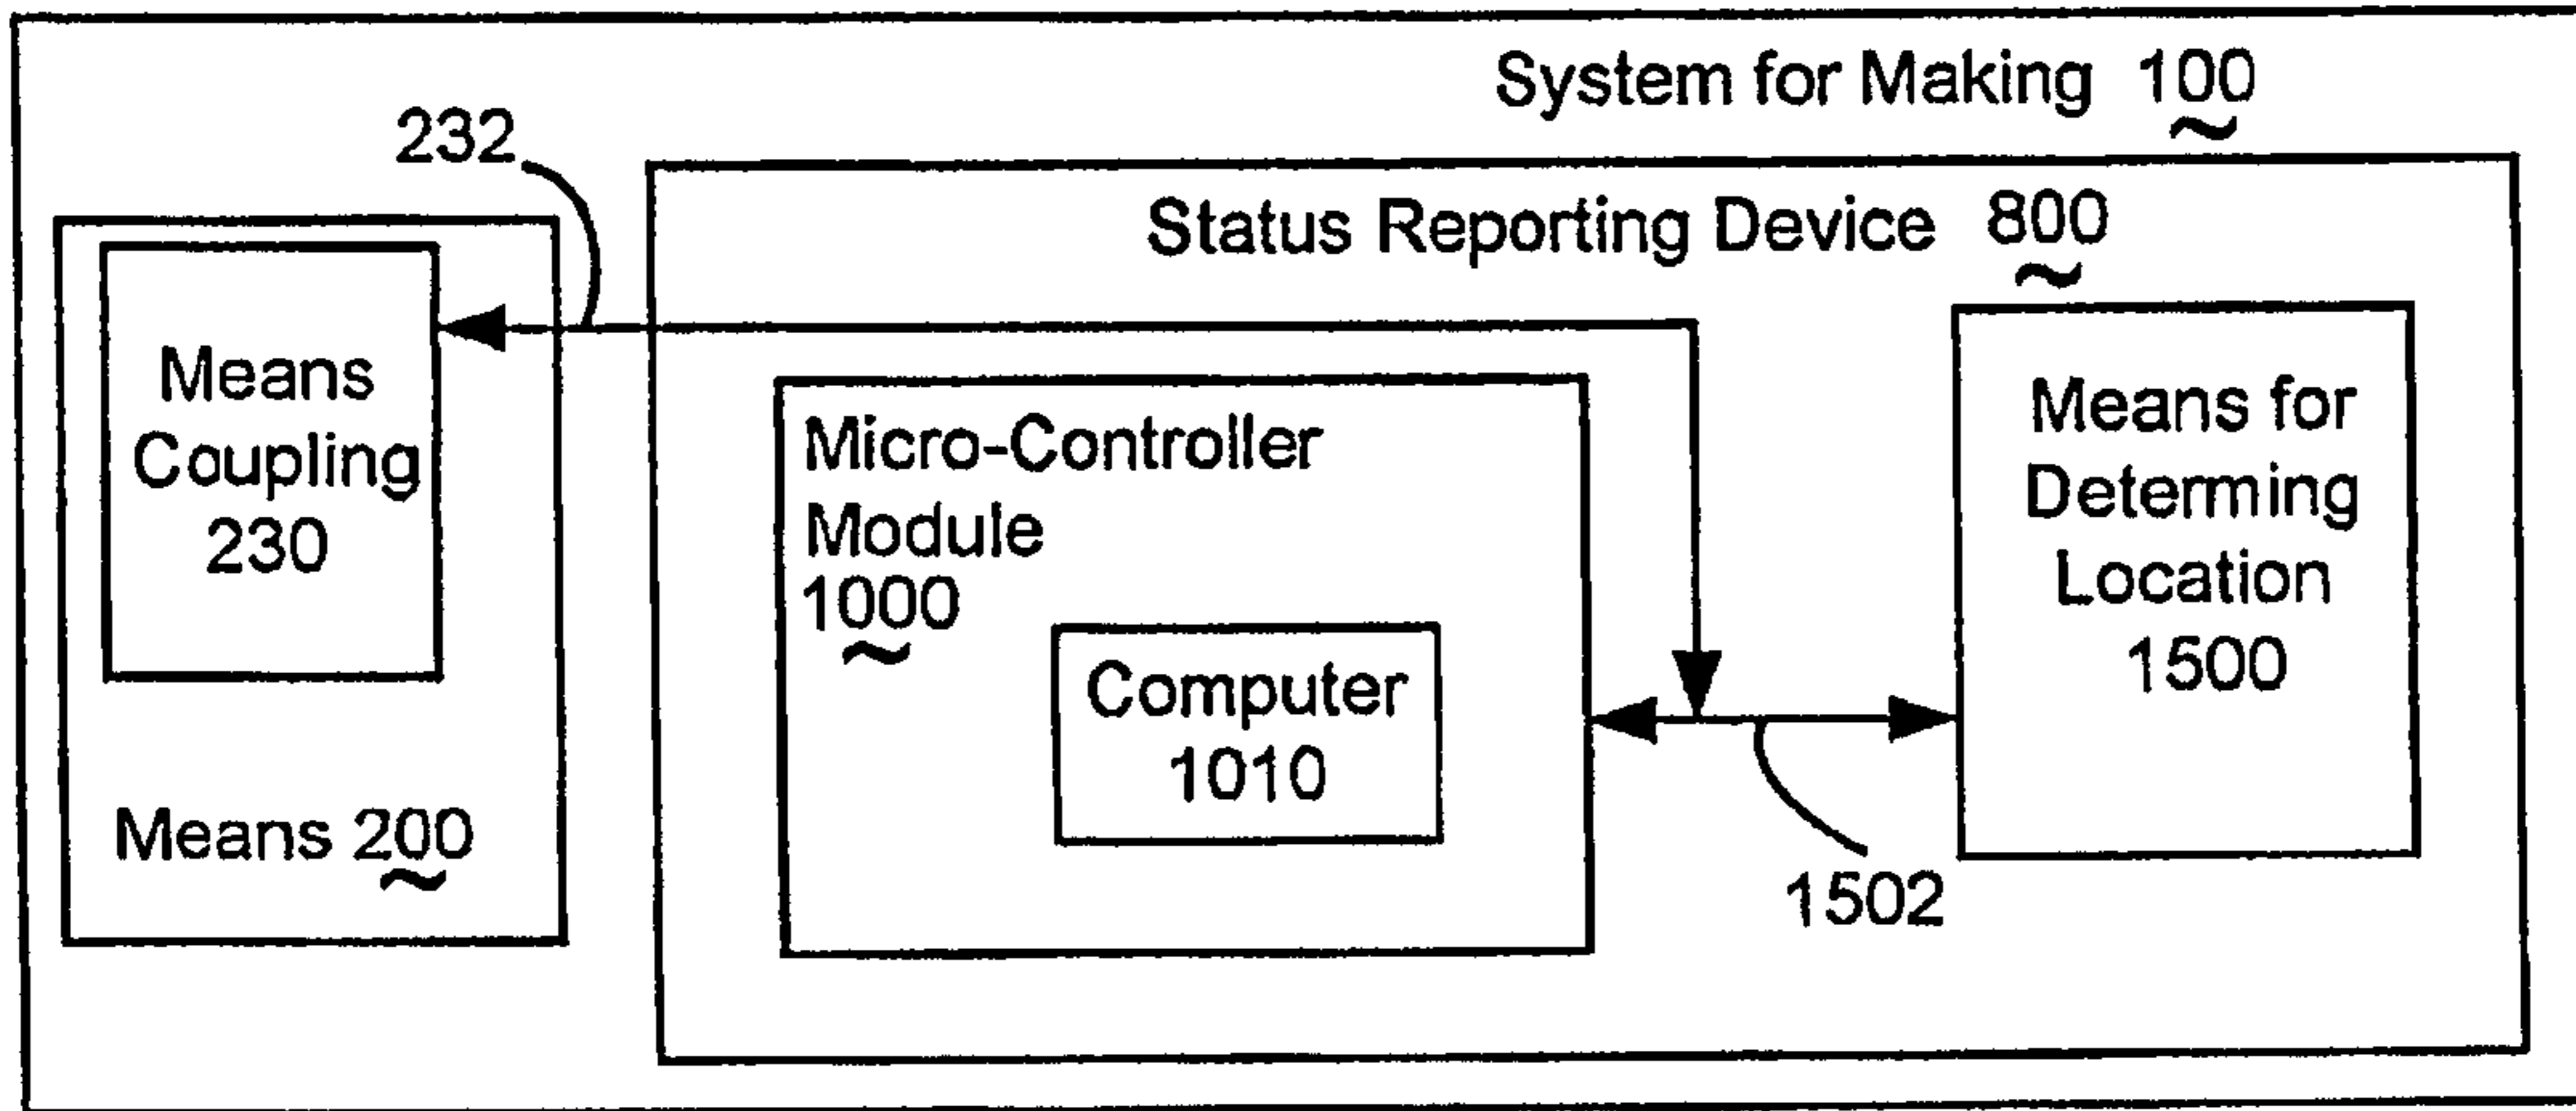 System for Making 100
232
Status Reporting Device 800
Means
Coupling
230
Means 200
Micro-Controller
Module
1000
Computer
1010
Means for
Determing
Location
1500
1502